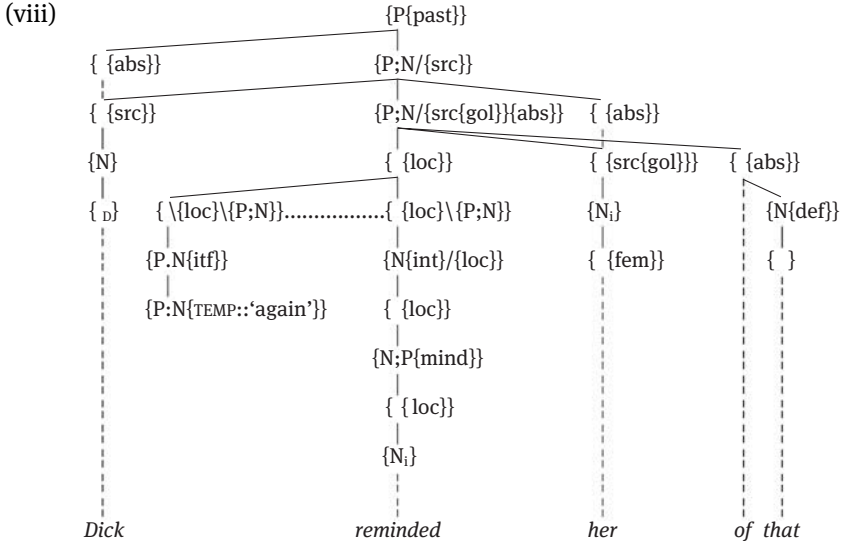 (viii) {P{past}}
{ {abs}} {P;N/{src}}
{ {src}} {P;N/{src{gol}}{abs}} { {abs}}
{N} { {loc}} { {src{gol}}} { {abs}}
{ D} { \{loc}\{P;N}}.................{ {loc}\{P;N}} {Ni} {N{def}}
{P.N{itf}} {N{int}/{loc}} { {fem}} { }
{P:N{TEMP::‘again’}} { {loc}}
{N;P{mind}}
{ { loc}}
{Ni}
Dick reminded her of that